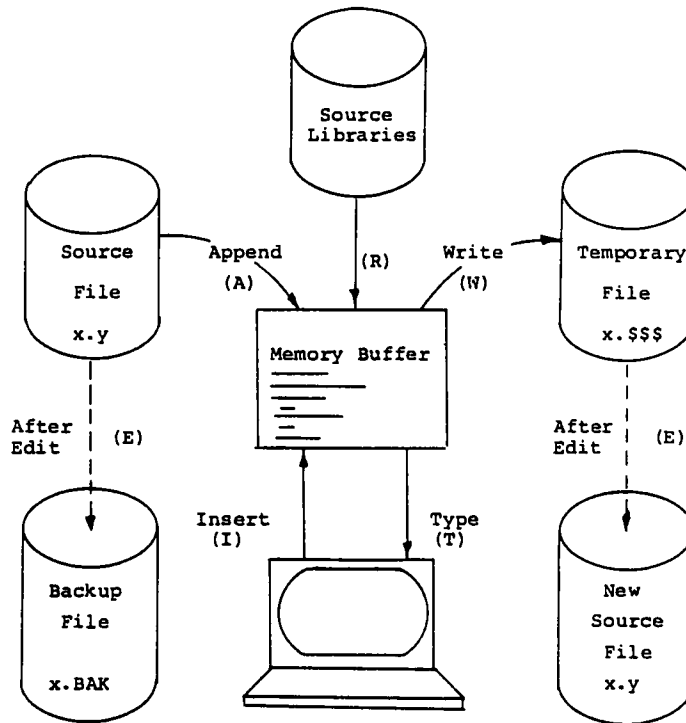 Source
Libraries
Source
File
x.y
Append
(A)
(R)
Write
(W)
Temporary
File
x.$$$
Memory Buffer
After
Edit
(E)
After
Edit
(E)
Insert
(I)
Type
(T)
Backup
File
x.BAK
New
Source
File
x.y